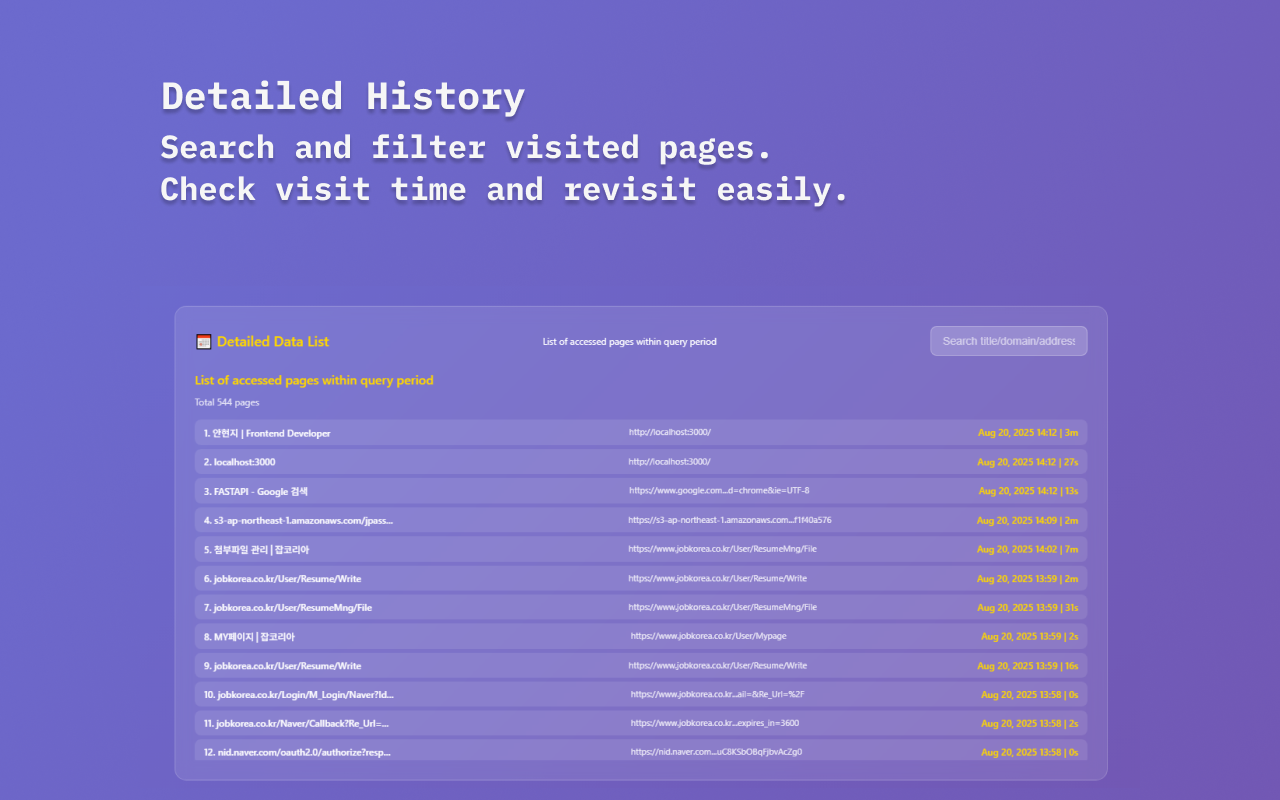 Detailed History
Search and filter visited pages.
Check visit time and revisit easily.
Detailed Data List List of accessed pages within query period Search title/domain/address
List of accessed pages within query period
Total 544 pages
1. 안현지 | Frontend Developer http://localhost:3000/ Aug 20, 2025 14:12 | 3m
2. localhost:3000 http://localhost:3000/ Aug 20, 2025 14:12 | 27s
3. FASTAPI - Google 검색 https://www.google.com...d=chrome&ie=UTF-8 Aug 20, 2025 14:12 | 13s
4. s3-ap-northeast-1.amazonaws.com/jpass... https://s3-ap-northeast-1.amazonaws.com...f1f40a576 Aug 20, 2025 14:09 | 2m
5. 첨부파일 관리 | 잡코리아 https://www.jobkorea.co.kr/User/ResumeMng/File Aug 20, 2025 14:02 | 7m
6. jobkorea.co.kr/User/Resume/Write https://www.jobkorea.co.kr/User/Resume/Write Aug 20, 2025 13:59 | 2m
7. jobkorea.co.kr/User/ResumeMng/File https://www.jobkorea.co.kr/User/ResumeMng/File Aug 20, 2025 13:59 | 31s
8. MY페이지 | 잡코리아 https://www.jobkorea.co.kr/User/Mypage Aug 20, 2025 13:59 | 2s
9. jobkorea.co.kr/User/Resume/Write https://www.jobkorea.co.kr/User/Resume/Write Aug 20, 2025 13:59 | 16s
10. jobkorea.co.kr/Login/M_Login/Naver?Id... https://www.jobkorea.co.kr...ail=&Re_Url=%2F Aug 20, 2025 13:58 | 0s
11. jobkorea.co.kr/Naver/Callback?Re_Url=... https://www.jobkorea.co.kr...expires_in=3600 Aug 20, 2025 13:58 | 2s
12. nid.naver.com/oauth2.0/authorize?resp... https://nid.naver.com...uC8KSbOBqFjbvAcZg0 Aug 20, 2025 13:58 | 0s